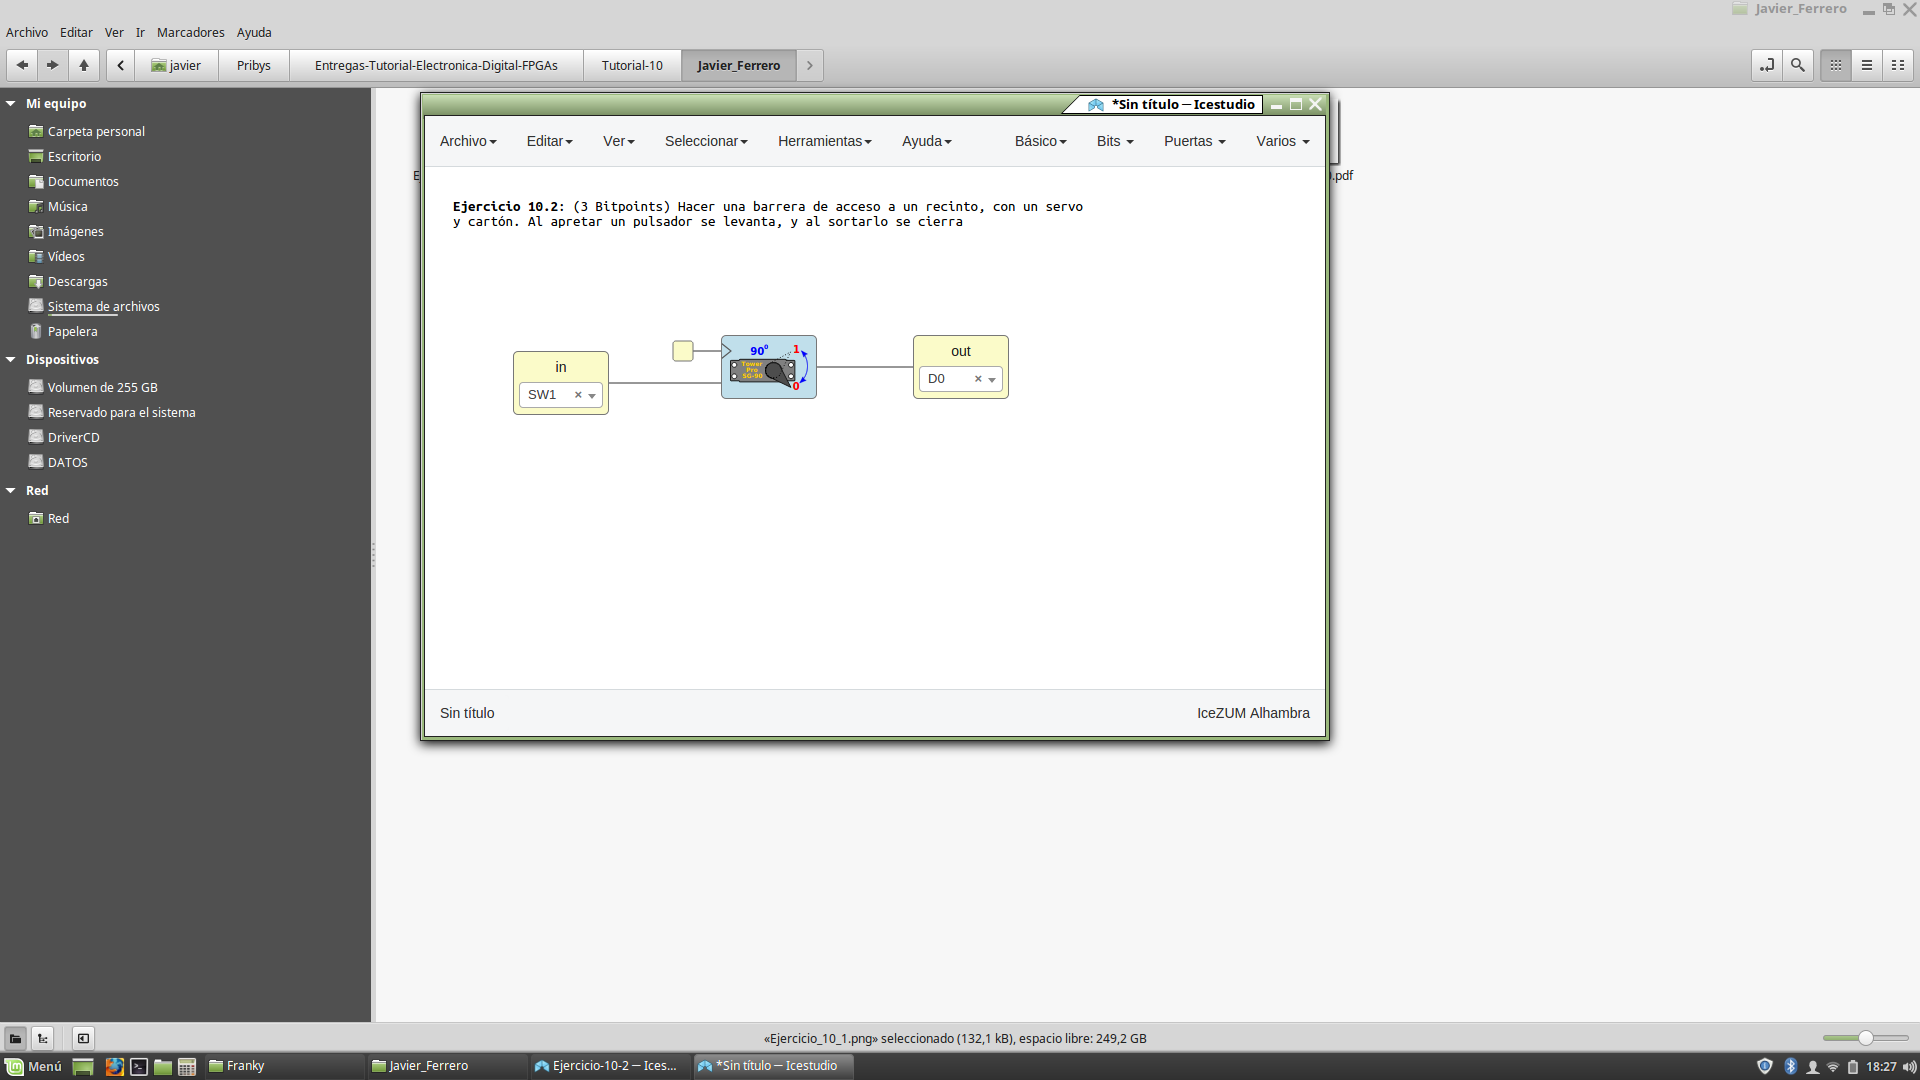 Javier_Ferrero
Archivo Editar Ver Ir Marcadores Ayuda
javier Pribys Entregas-Tutorial-Electronica-Digital-FPGAs Tutorial-10 Javier_Ferrero
Mi equipo
Carpeta personal
Escritorio
Documentos
Música
Imágenes
Vídeos
Descargas
Sistema de archivos
Papelera
Dispositivos
Volumen de 255 GB
Reservado para el sistema
DriverCD
DATOS
Red
Red
*Sin título — Icestudio
Archivo Editar Ver Seleccionar Herramientas Ayuda Básico Bits Puertas Varios
E
.pdf
Ejercicio 10.2: (3 Bitpoints) Hacer una barrera de acceso a un recinto, con un servo
y cartón. Al apretar un pulsador se levanta, y al sortarlo se cierra
in
SW1
90º
1
Tower
Pro
SG-90
0
out
D0
Sin título
IceZUM Alhambra
«Ejercicio_10_1.png» seleccionado (132,1 kB), espacio libre: 249,2 GB
Menú Franky Javier_Ferrero Ejercicio-10-2 — Ices... *Sin título — Icestudio 18:27